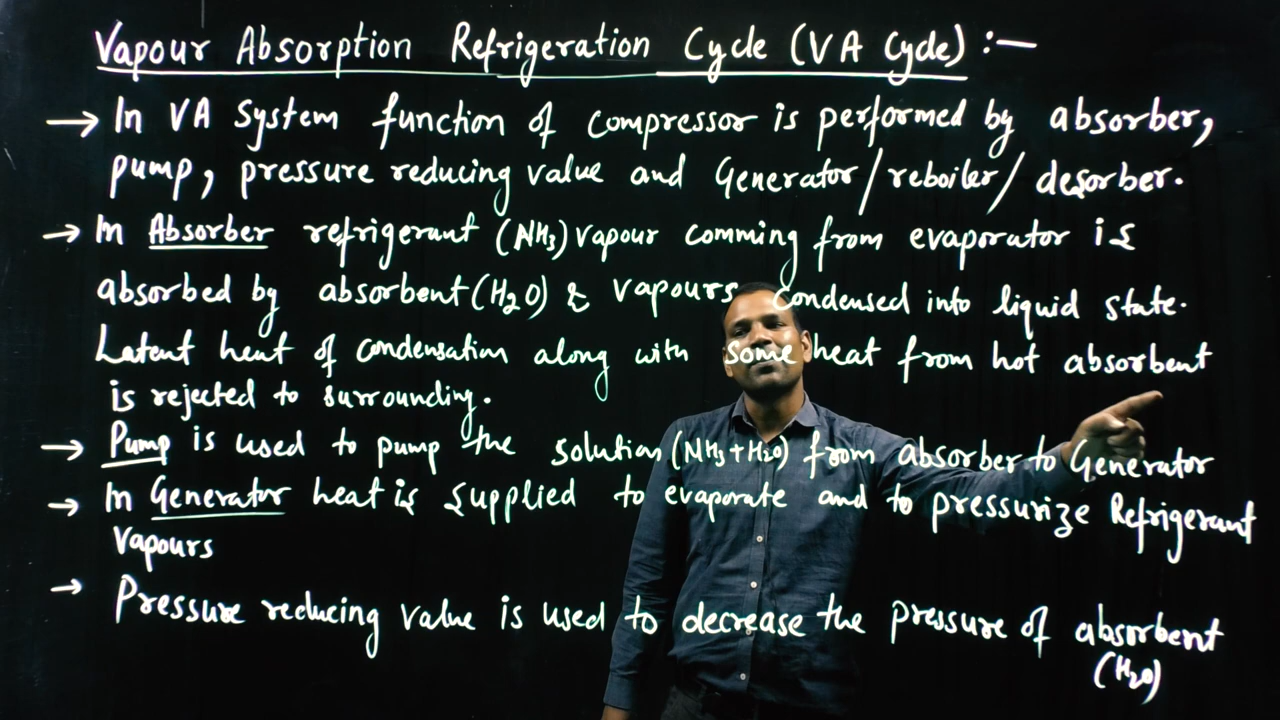 Vapour Absorption Refrigeration Cycle (VA Cycle) :—
→ In VA System function of compressor is performed by absorber,
pump, pressure reducing value and Generator/reboiler/desorber.
→ In Absorber refrigerant (NH3) vapour comming from evaporator is
absorbed by absorbent (H2O) & vapours condensed into liquid state.
Latent heat of condensation along with some heat from hot absorbent
is rejected to surrounding.
→ Pump is used to pump the solution (NH3+H2O) from absorber to Generator
→ In Generator heat is supplied to evaporate and to pressurize Refrigerant
vapours
→ Pressure reducing value is used to decrease the pressure of absorbent
(H2O)